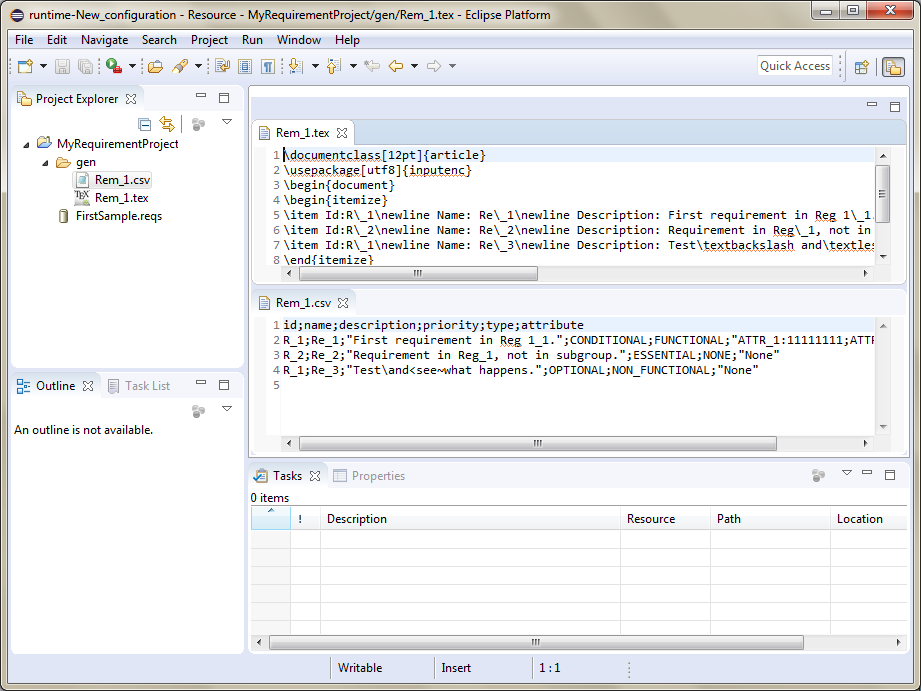 runtime-New_configuration - Resource - MyRequirementProject/gen/Rem_1.tex - Eclipse Platform
File Edit Navigate Search Project Run Window Help
Quick Access
Project Explorer
MyRequirementProject
gen
Rem_1.csv
Rem_1.tex
FirstSample.reqs
Outline Task List
An outline is not available.
Rem_1.tex
1 \documentclass[12pt]{article}
2 \usepackage[utf8]{inputenc}
3 \begin{document}
4 \begin{itemize}
5 \item Id:R\_1\newline Name: Re\_1\newline Description: First requirement in Reg 1\_1.
6 \item Id:R\_2\newline Name: Re\_2\newline Description: Requirement in Reg\_1, not in
7 \item Id:R\_1\newline Name: Re\_3\newline Description: Test\textbackslash and\textles
8 \end{itemize}
Rem_1.csv
1 id;name;description;priority;type;attribute
2 R_1;Re_1;"First requirement in Reg 1_1.";CONDITIONAL;FUNCTIONAL;"ATTR_1:11111111;ATTR
3 R_2;Re_2;"Requirement in Reg_1, not in subgroup.";ESSENTIAL;NONE;"None"
4 R_1;Re_3;"Test\and<see~what happens.";OPTIONAL;NON_FUNCTIONAL;"None"
5
Tasks Properties
0 items
! Description Resource Path Location
Writable Insert 1 : 1